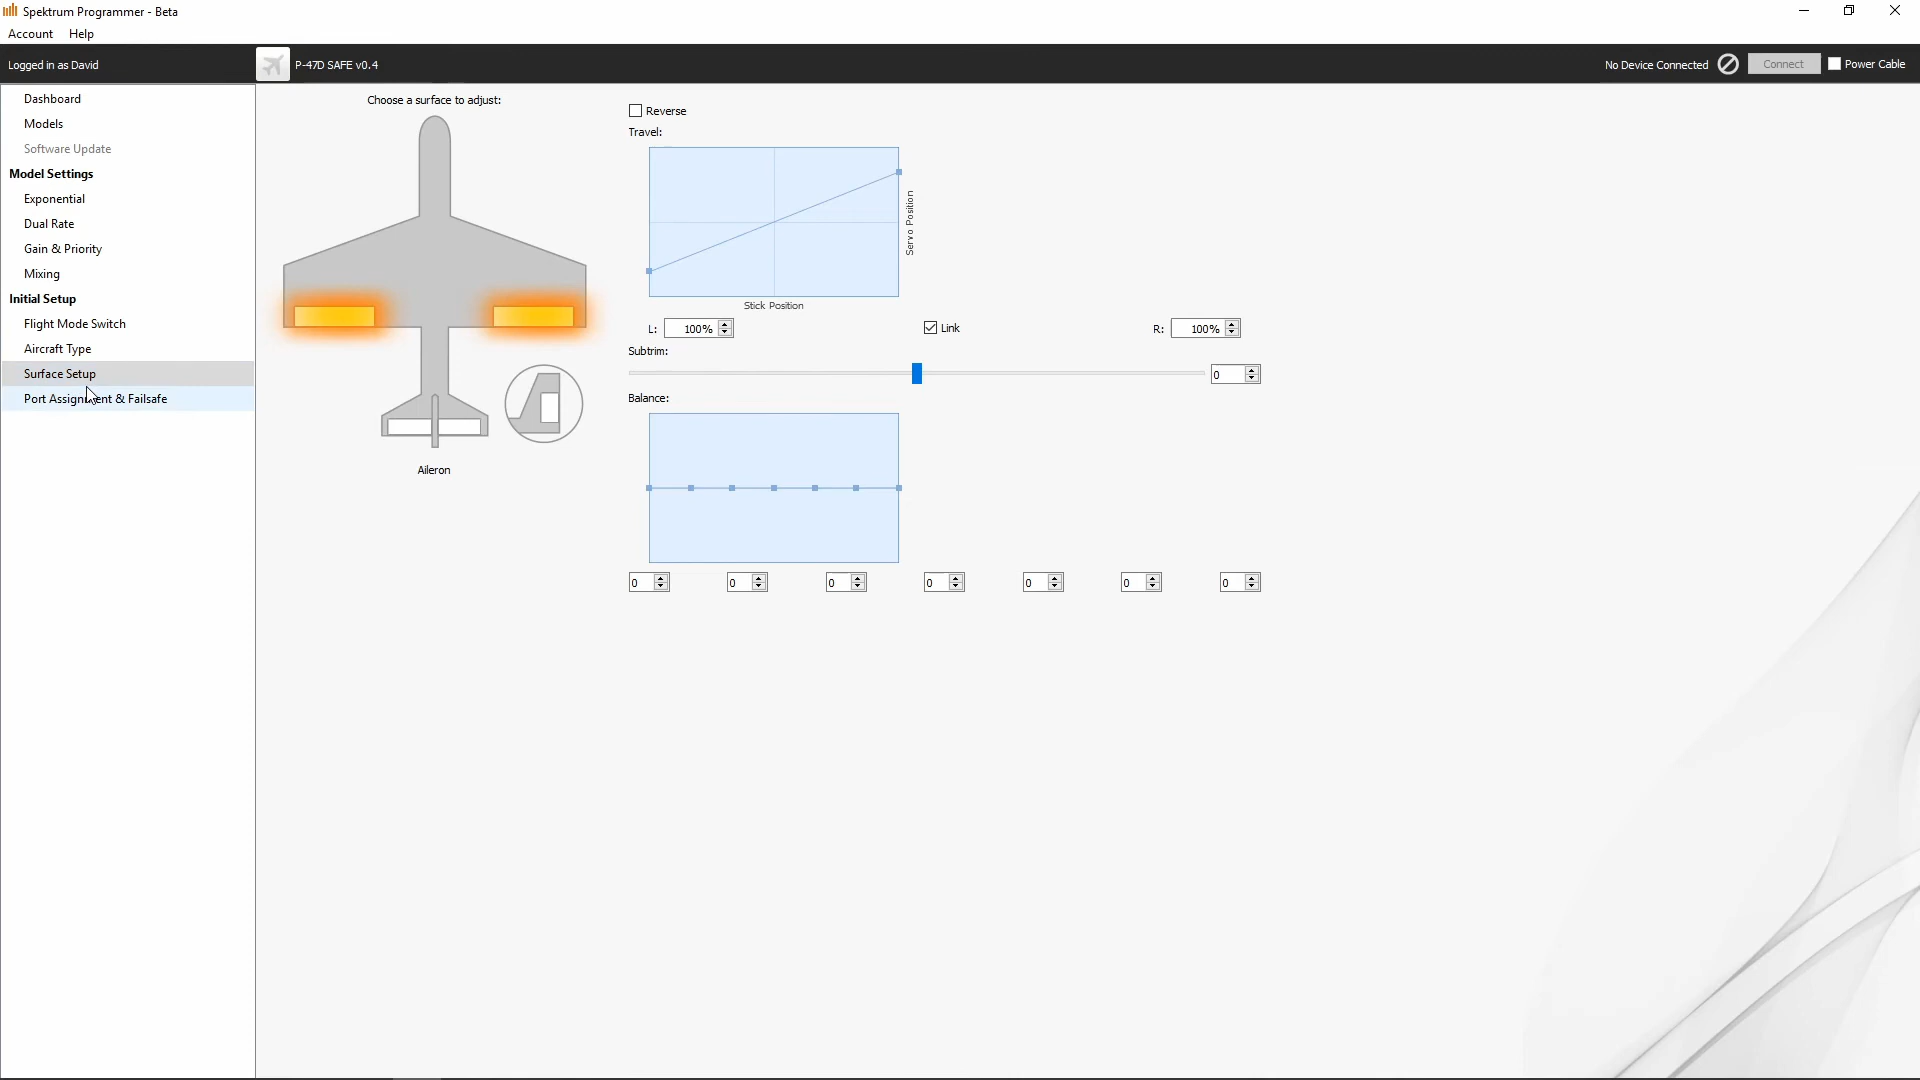 Spektrum Programmer - Beta
Account Help
Logged in as David
P-47D SAFE v0.4
No Device Connected
Connect
Power Cable
Dashboard
Models
Software Update
Model Settings
Exponential
Dual Rate
Gain & Priority
Mixing
Initial Setup
Flight Mode Switch
Aircraft Type
Surface Setup
Port Assignment & Failsafe
Choose a surface to adjust:
Aileron
Reverse
Travel:
Servo Position
Stick Position
L: 100%
Link
R: 100%
Subtrim:
0
Balance:
0 0 0 0 0 0 0